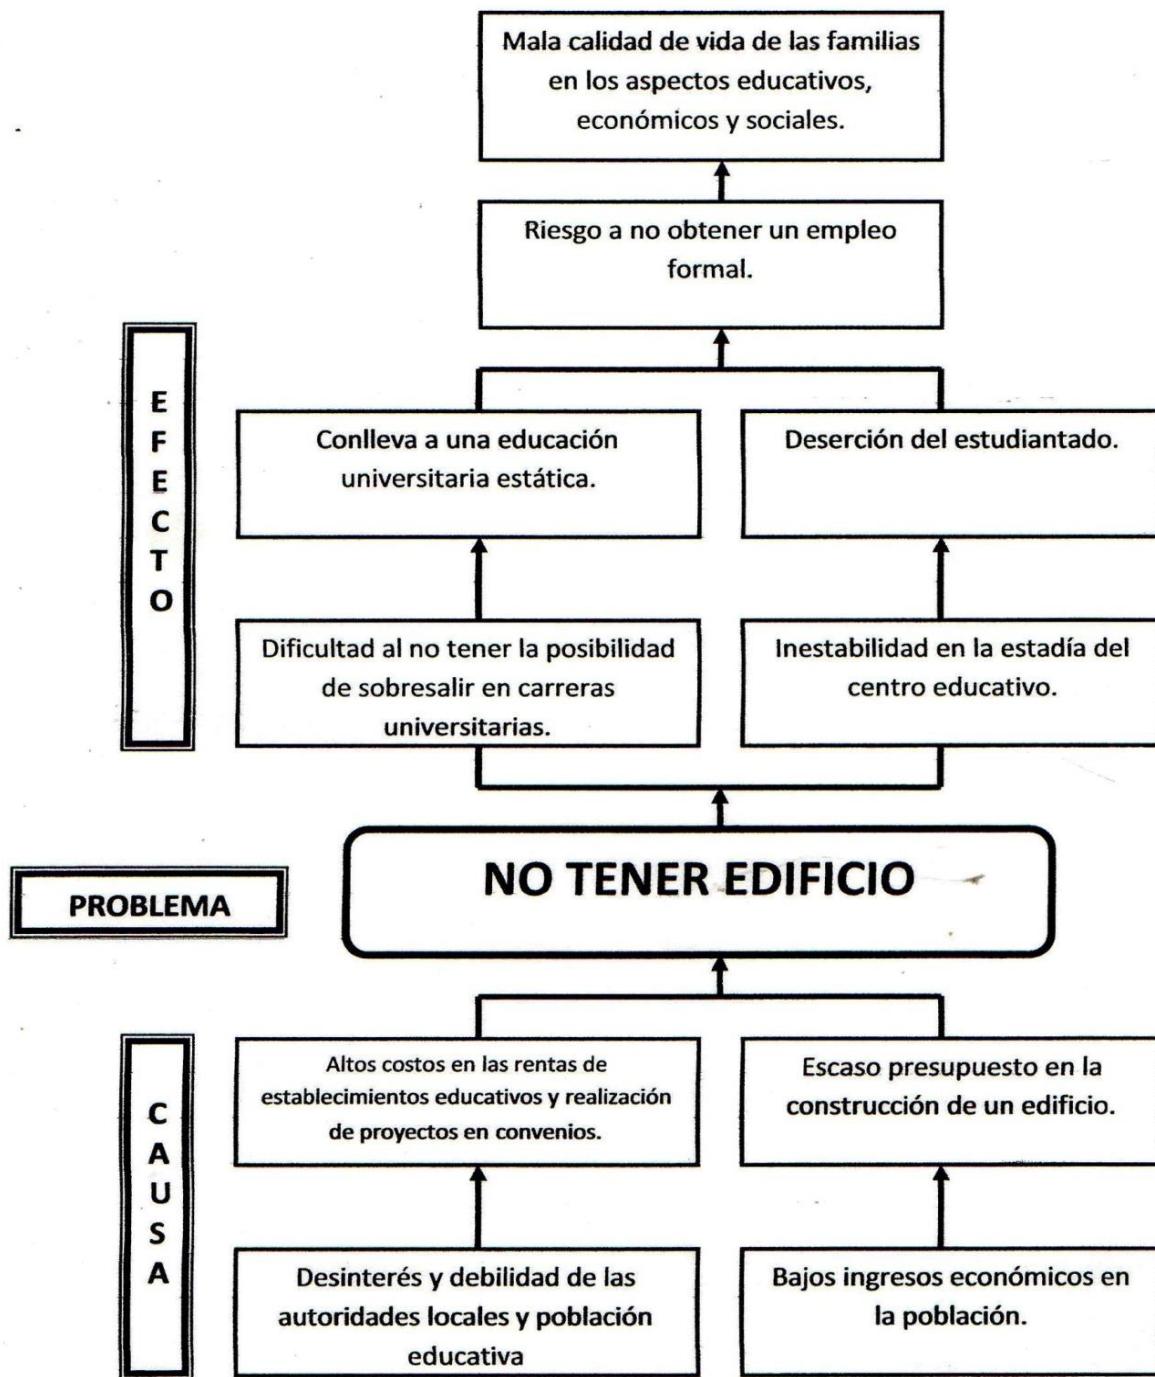 Mala calidad de vida de las familias
en los aspectos educativos,
económicos y sociales.
Riesgo a no obtener un empleo
formal.
E
F
E
C
T
O
Conlleva a una educación
universitaria estática.
Deserción del estudiantado.
Dificultad al no tener la posibilidad
de sobresalir en carreras
universitarias.
Inestabilidad en la estadía del
centro educativo.
PROBLEMA
NO TENER EDIFICIO
C
A
U
S
A
Altos costos en las rentas de
establecimientos educativos y realización
de proyectos en convenios.
Escaso presupuesto en la
construcción de un edificio.
Desinterés y debilidad de las
autoridades locales y población
educativa
Bajos ingresos económicos en
la población.